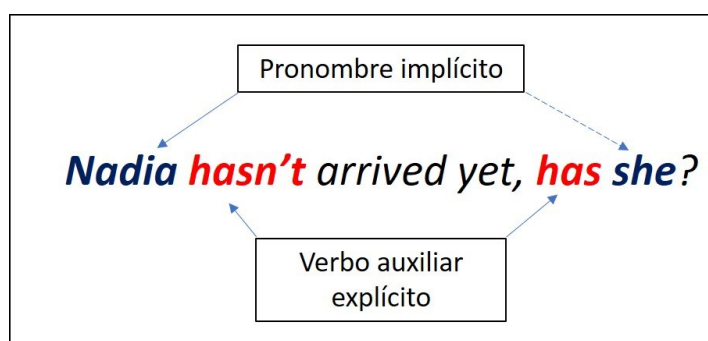 Pronombre implícito
Nadia hasn’t arrived yet, has she?
Verbo auxiliar
explícito